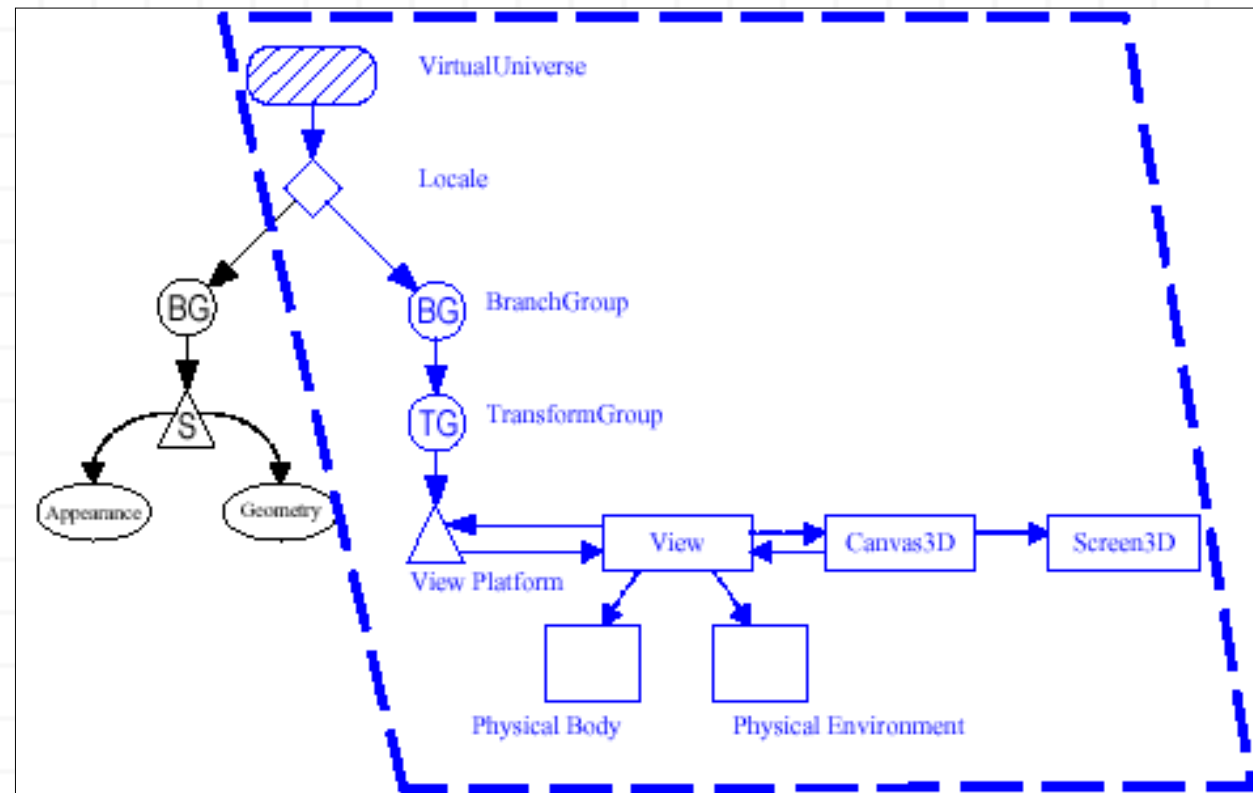 VirtualUniverse
Locale
BG
BG
BranchGroup
S
TG
TransformGroup
Appearance
Geometry
View
Canvas3D
Screen3D
View Platform
Physical Body
Physical Environment